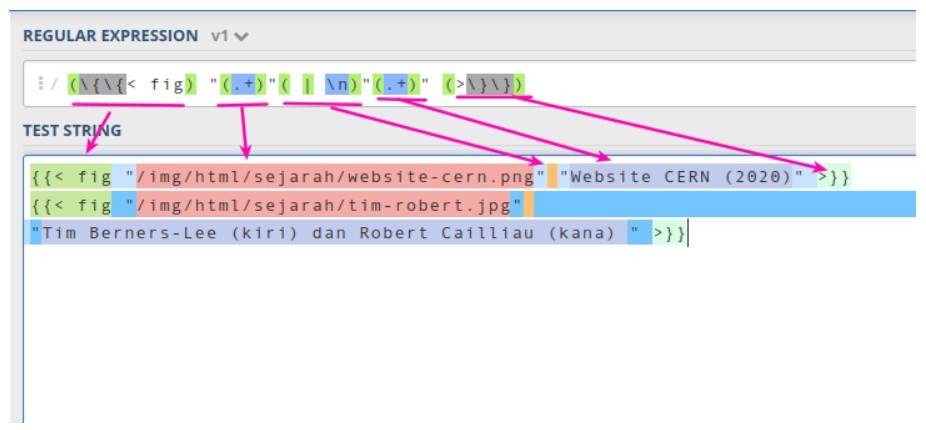 REGULAR EXPRESSION v1
/ (\{\{< fig) "(.+)"( | \n)"(.+)" (>\}\})
TEST STRING
{{< fig "/img/html/sejarah/website-cern.png" "Website CERN (2020)" >}}
{{< fig "/img/html/sejarah/tim-robert.jpg"
"Tim Berners-Lee (kiri) dan Robert Cailliau (kana) " >}}